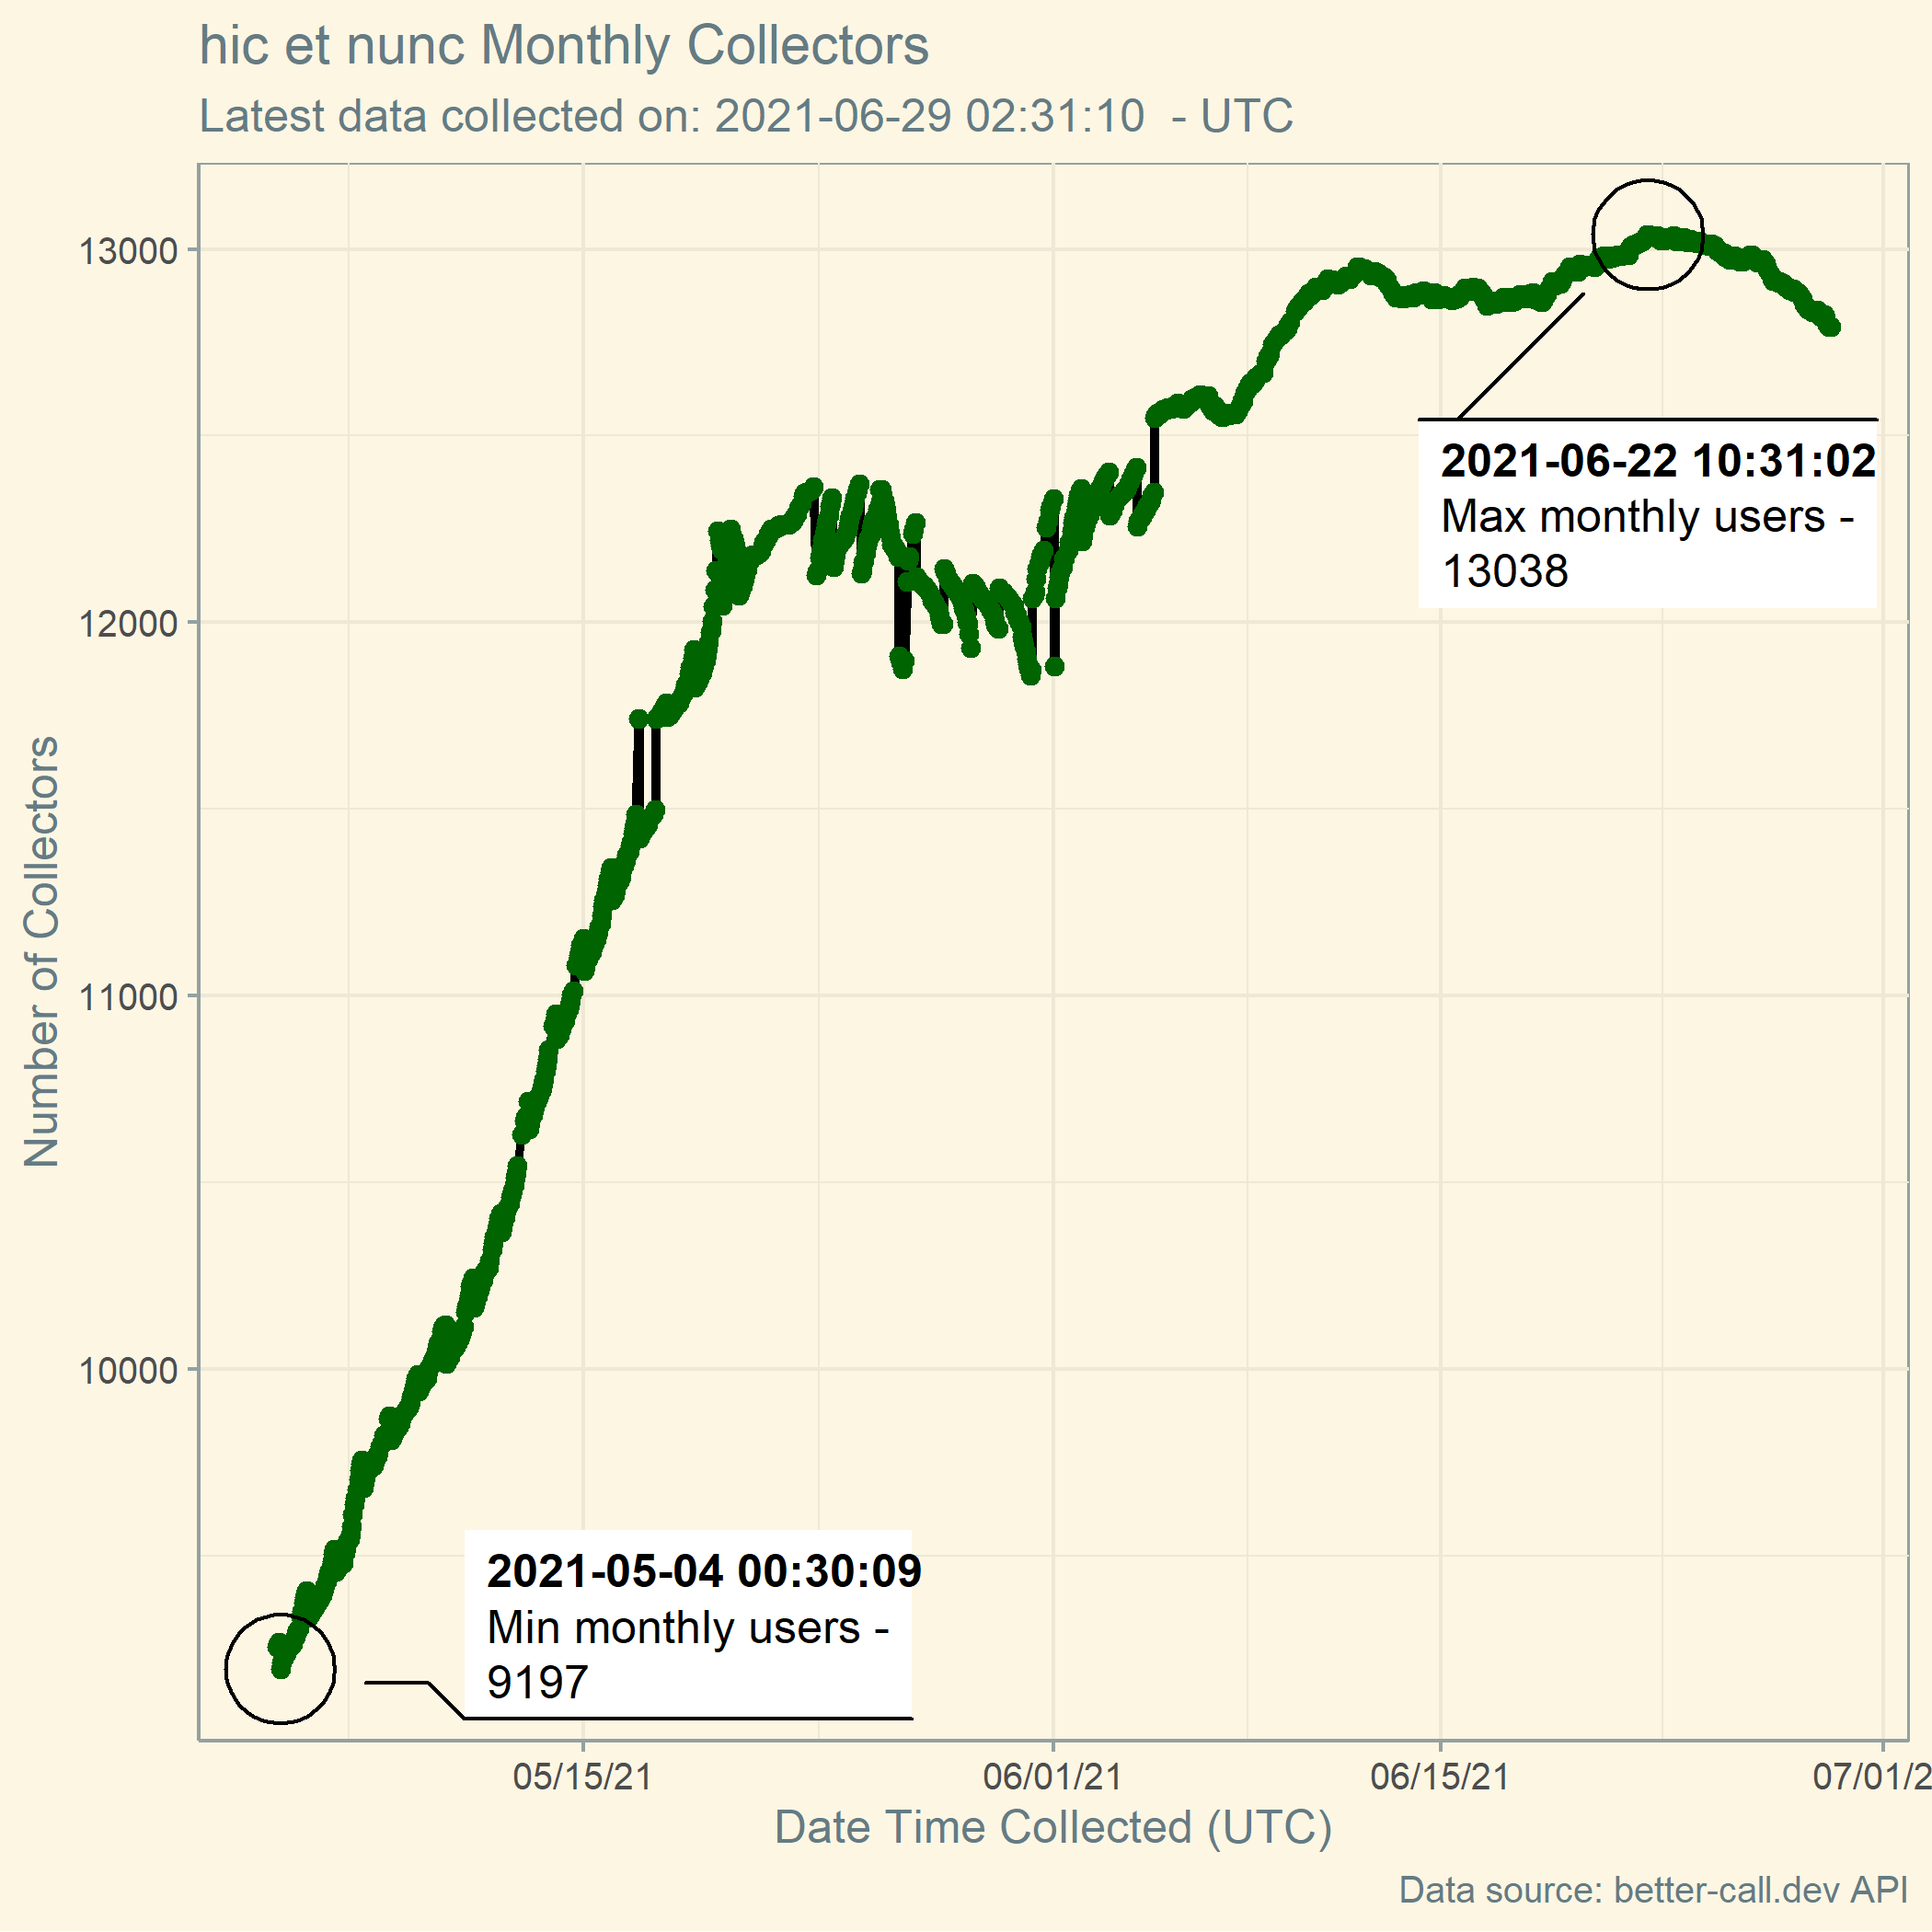 hic et nunc Monthly Collectors
Latest data collected on: 2021-06-29 02:31:10  - UTC
13000
12000
11000
10000
Number of Collectors
2021-06-22 10:31:02
Max monthly users -
13038
2021-05-04 00:30:09
Min monthly users -
9197
05/15/21
06/01/21
06/15/21
07/01/2
Date Time Collected (UTC)
Data source: better-call.dev API